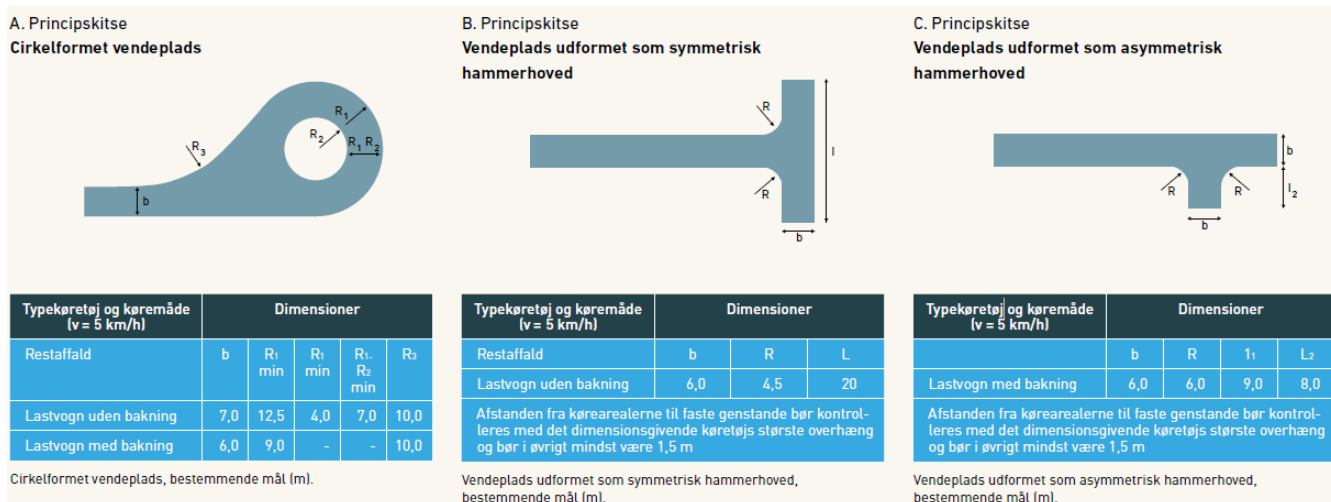 A. Principskitse
Cirkelformet vendeplads
R₁
R₂
R₁ R₂
R₃
b
Typekøretøj og køremåde
(v = 5 km/h)
Dimensioner
Restaffald
b
R₁
min
R₁
min
R₁-
R₂
min
R₃
Lastvogn uden bakning
7,0
12,5
4,0
7,0
10,0
Lastvogn med bakning
6,0
9,0
-
-
10,0
Cirkelformet vendeplads, bestemmende mål (m).
B. Principskitse
Vendeplads udformet som symmetrisk
hammerhoved
R
l
R
b
Typekøretøj og køremåde
(v = 5 km/h)
Dimensioner
Restaffald
b
R
L
Lastvogn uden bakning
6,0
4,5
20
Afstanden fra kørearealerne til faste genstande bør kontrol-
leres med det dimensionsgivende køretøjs største overhæng
og bør i øvrigt mindst være 1,5 m
Vendeplads udformet som symmetrisk hammerhoved,
bestemmende mål (m).
C. Principskitse
Vendeplads udformet som asymmetrisk
hammerhoved
b
R
R
l₂
b
Typekøretøj og køremåde
(v = 5 km/h)
Dimensioner
b
R
1₁
L₂
Lastvogn med bakning
6,0
6,0
9,0
8,0
Afstanden fra kørearealerne til faste genstande bør kontrol-
leres med det dimensionsgivende køretøjs største overhæng
og bør i øvrigt mindst være 1,5 m
Vendeplads udformet som asymmetrisk hammerhoved,
bestemmende mål (m).